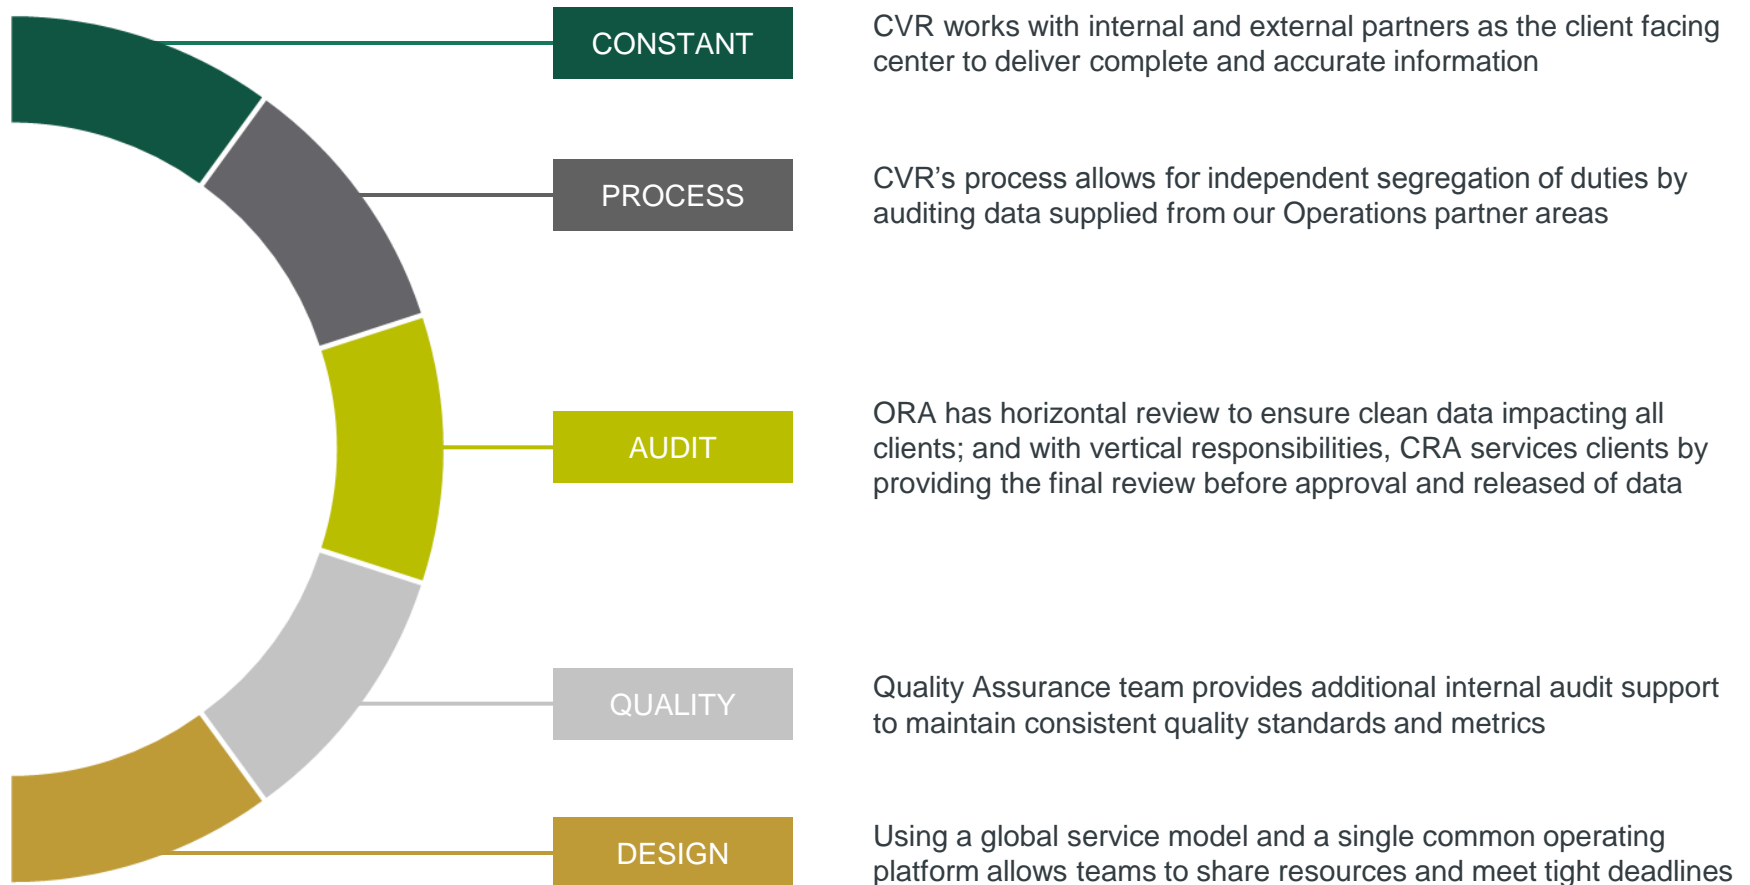 CONSTANT
CVR works with internal and external partners as the client facing
center to deliver complete and accurate information
PROCESS
CVR's process allows for independent segregation of duties by
auditing data supplied from our Operations partner areas
AUDIT
ORA has horizontal review to ensure clean data impacting all
clients; and with vertical responsibilities, CRA services clients by
providing the final review before approval and released of data
QUALITY
Quality Assurance team provides additional internal audit support
to maintain consistent quality standards and metrics
DESIGN
Using a global service model and a single common operating
platform allows teams to share resources and meet tight deadlines